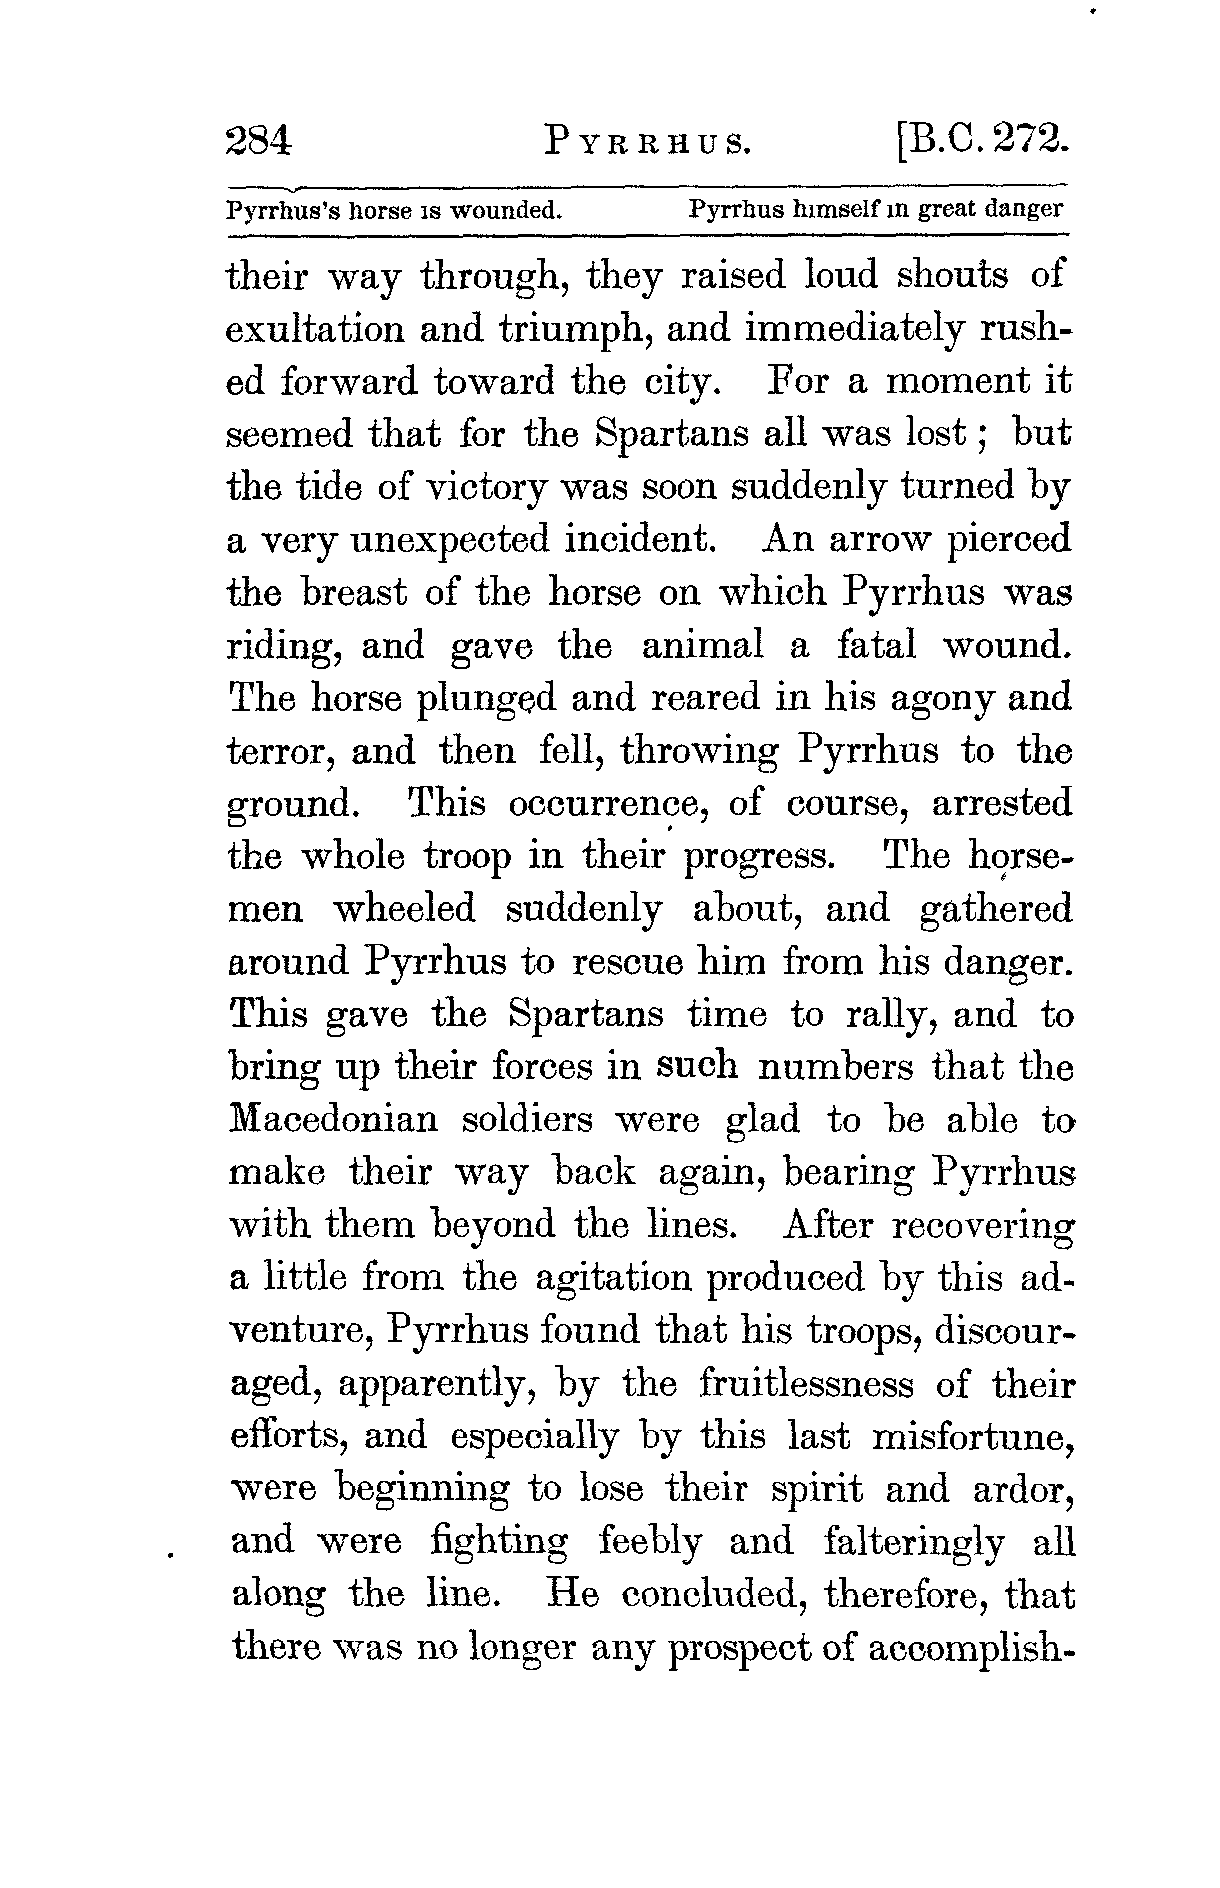 284 PYRRHUS. [B.C. 272.
Pyrrhus's horse is wounded. Pyrrhus himself in great danger
their way through, they raised loud shouts of
exultation and triumph, and immediately rush-
ed forward toward the city. For a moment it
seemed that for the Spartans all was lost; but
the tide of victory was soon suddenly turned by
a very unexpected incident. An arrow pierced
the breast of the horse on which Pyrrhus was
riding, and gave the animal a fatal wound.
The horse plunged and reared in his agony and
terror, and then fell, throwing Pyrrhus to the
ground. This occurrence, of course, arrested
the whole troop in their progress. The horse-
men wheeled suddenly about, and gathered
around Pyrrhus to rescue him from his danger.
This gave the Spartans time to rally, and to
bring up their forces in such numbers that the
Macedonian soldiers were glad to be able to
make their way back again, bearing Pyrrhus
with them beyond the lines. After recovering
a little from the agitation produced by this ad-
venture, Pyrrhus found that his troops, discour-
aged, apparently, by the fruitlessness of their
efforts, and especially by this last misfortune,
were beginning to lose their spirit and ardor,
and were fighting feebly and falteringly all
along the line. He concluded, therefore, that
there was no longer any prospect of accomplish-